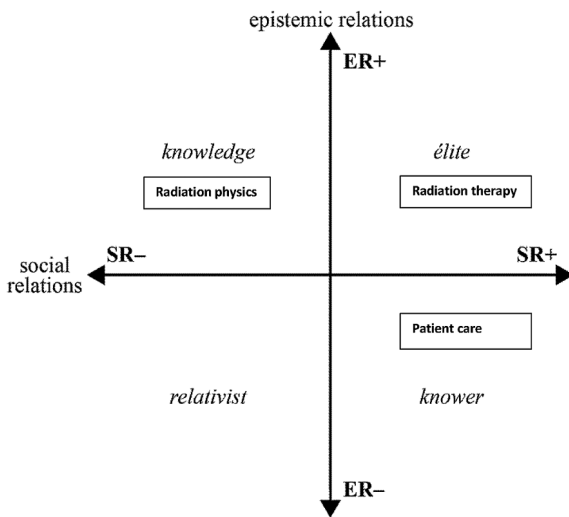 epistemic relations
ER+
knowledge
élite
Radiation physics
Radiation therapy
SR–
SR+
social
relations
Patient care
relativist
knower
ER–